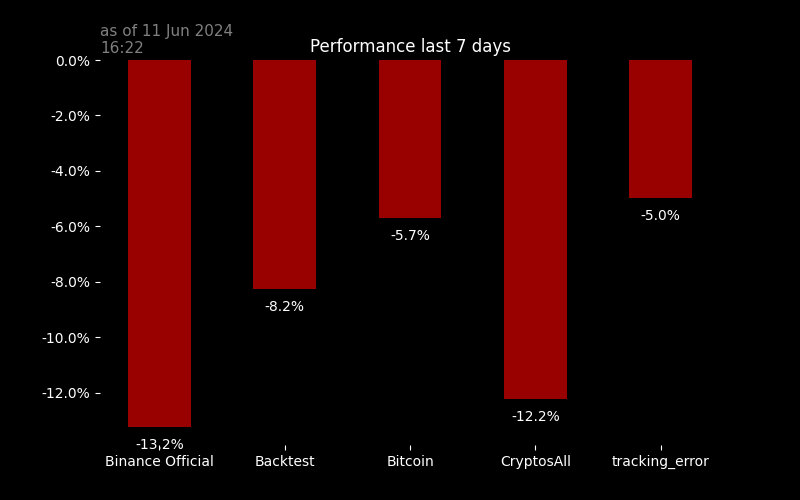 as of 11 Jun 2024
16:22
Performance last 7 days
0.0%
-2.0%
-4.0%
-6.0%
-8.0%
-10.0%
-12.0%
-13.2%
-8.2%
-5.7%
-12.2%
-5.0%
Binance Official
Backtest
Bitcoin
CryptosAll
tracking_error